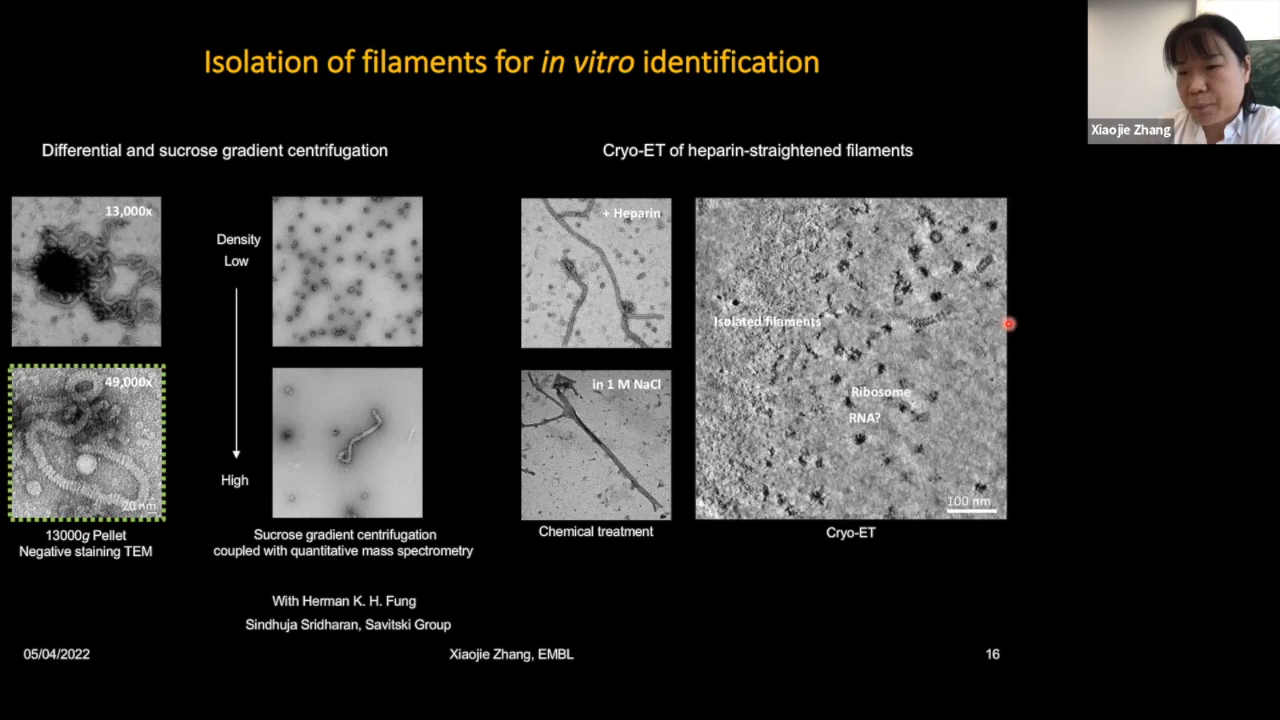 Isolation of filaments for in vitro identification
Xiaojie Zhang
Differential and sucrose gradient centrifugation
Cryo-ET of heparin-straightened filaments
13,000x
Density
Low
+ Heparin
Isolated filaments
49,000x
in 1 M NaCl
Ribosome
RNA?
High
20 nm
100 nm
13000g Pellet
Negative staining TEM
Sucrose gradient centrifugation
coupled with quantitative mass spectrometry
Chemical treatment
Cryo-ET
With Herman K. H. Fung
Sindhuja Sridharan, Savitski Group
05/04/2022
Xiaojie Zhang, EMBL
16